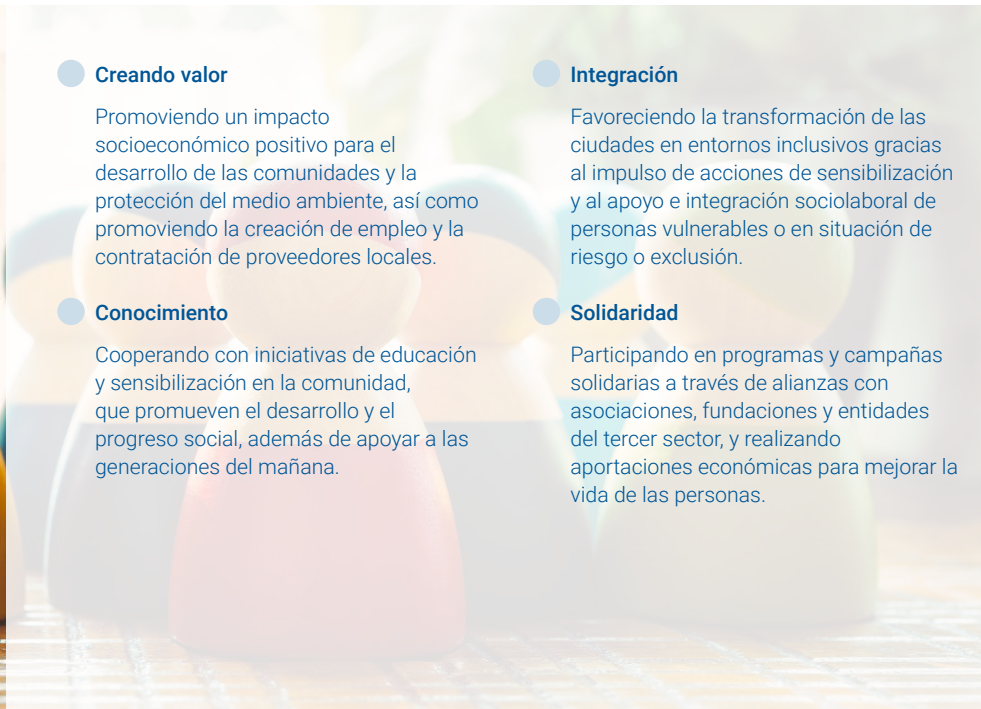 Creando valor
Promoviendo un impacto
socioeconómico positivo para el
desarrollo de las comunidades y la
protección del medio ambiente, así como
promoviendo la creación de empleo y la
contratación de proveedores locales.
Conocimiento
Cooperando con iniciativas de educación
y sensibilización en la comunidad,
que promueven el desarrollo y el
progreso social, además de apoyar a las
generaciones del mañana.
Integración
Favoreciendo la transformación de las
ciudades en entornos inclusivos gracias
al impulso de acciones de sensibilización
y al apoyo e integración sociolaboral de
personas vulnerables o en situación de
riesgo o exclusión.
Solidaridad
Participando en programas y campañas
solidarias a través de alianzas con
asociaciones, fundaciones y entidades
del tercer sector, y realizando
aportaciones económicas para mejorar la
vida de las personas.